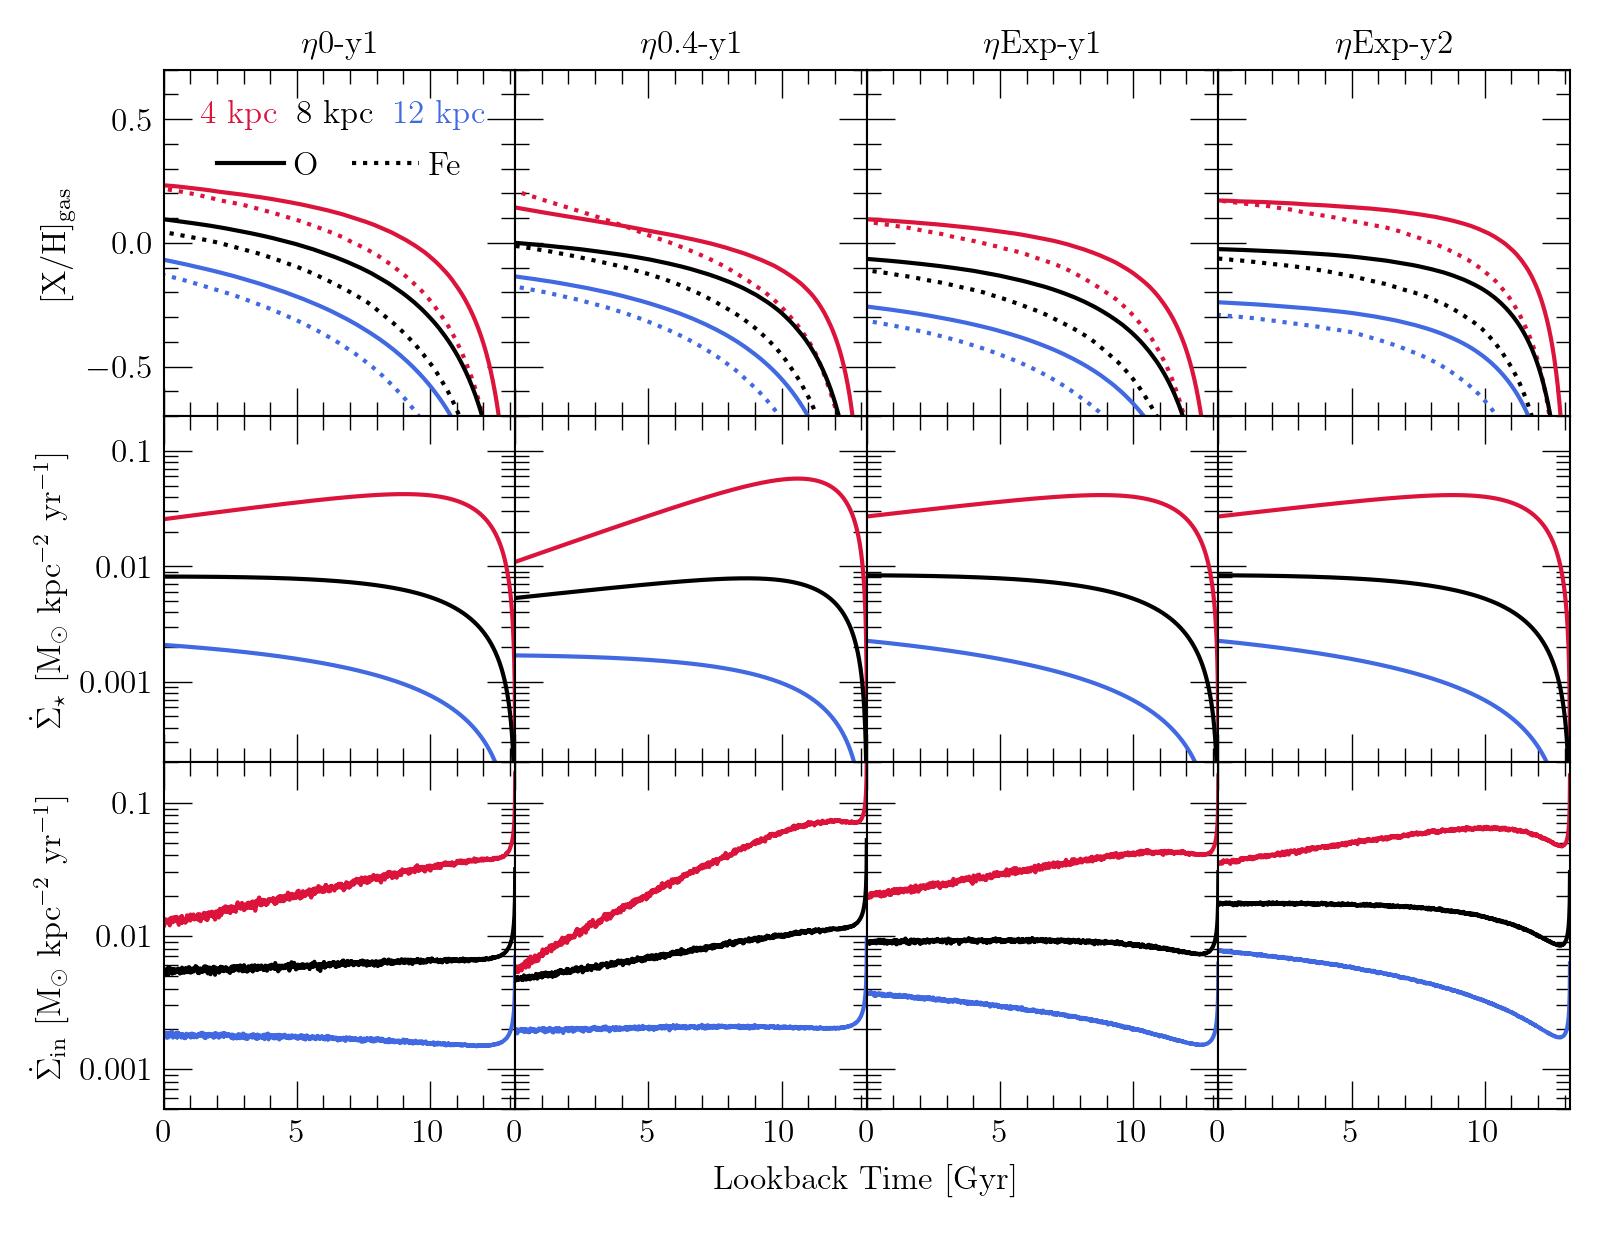 η0-y1 η0.4-y1 ηExp-y1 ηExp-y2
4 kpc 8 kpc 12 kpc
O Fe
[X/H]gas
0.5
0.0
−0.5
Σ̇⋆ [M⊙ kpc−2 yr−1]
0.1
0.01
0.001
Σ̇in [M⊙ kpc−2 yr−1]
0.1
0.01
0.001
0 5 10 0 5 10 0 5 10 0 5 10
Lookback Time [Gyr]